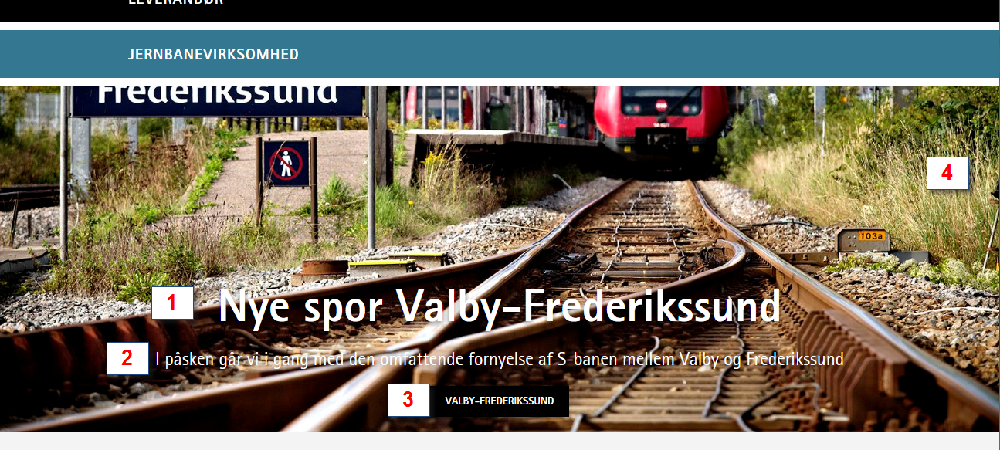 LEVERANDØR
JERNBANEVIRKSOMHED
Frederikssund
103a
4
1 Nye spor Valby-Frederikssund
2 I påsken går vi i gang med den omfattende fornyelse af S-banen mellem Valby og Frederikssund
3 VALBY-FREDERIKSSUND